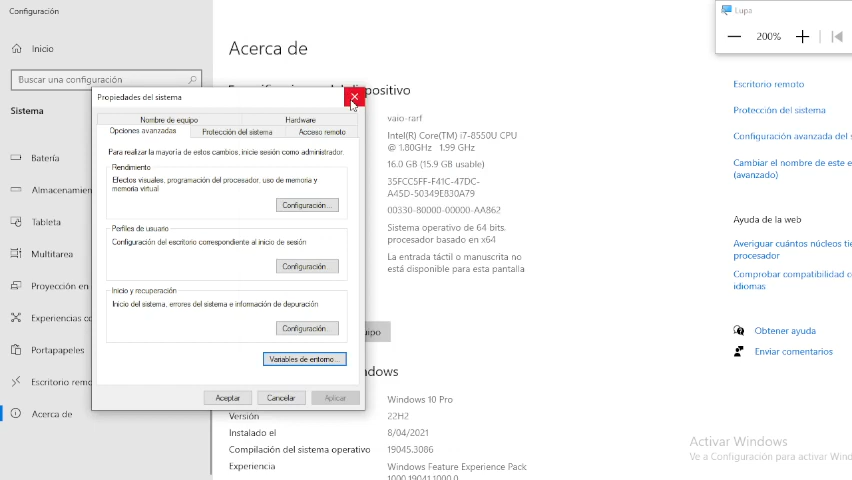 Configuración
Lupa
200%
Inicio
Acerca de
Buscar una configuración
Sistema
Batería
Tableta
Multitarea
Proyección en
Portapapeles
Acerca de
Propiedades del sistema
Nombre de equipo
Hardware
Opciones avanzadas
Protección del sistema
Acceso remoto
Para realizar la mayoría de estos cambios, inicie sesión como administrador.
Rendimiento
Efectos visuales, programación del procesador, uso de memoria y
memoria virtual
Configuración...
Perfiles de usuario
Configuración del escritorio correspondiente al inicio de sesión
Configuración...
Inicio y recuperación
Inicio del sistema, errores del sistema e información de depuración
Configuración...
Variables de entorno...
Aceptar
Cancelar
Aplicar
positivo
vaio-rarf
Intel(R) Core(TM) i7-8550U CPU
@ 1.80GHz 1.99 GHz
16.0 GB (15.9 GB usable)
35FCC5FF-F41C-47DC-
A45D-50349E830A79
00330-80000-00000-AA862
Sistema operativo de 64 bits,
procesador basado en x64
La entrada táctil o manuscrita no
está disponible para esta pantalla
Windows 10 Pro
Versión
22H2
Instalado el
8/04/2021
Compilación del sistema operativo
19045.3086
Experiencia
Windows Feature Experience Pack
1000.19041.1000.0
Escritorio remoto
Protección del sistema
Configuración avanzada del s
Cambiar el nombre de este e
(avanzado)
Ayuda de la web
Averiguar cuántos núcleos tie
procesador
Comprobar compatibilidad c
idiomas
Obtener ayuda
Enviar comentarios
Activar Windows
Ve a Configuración para activar Wind